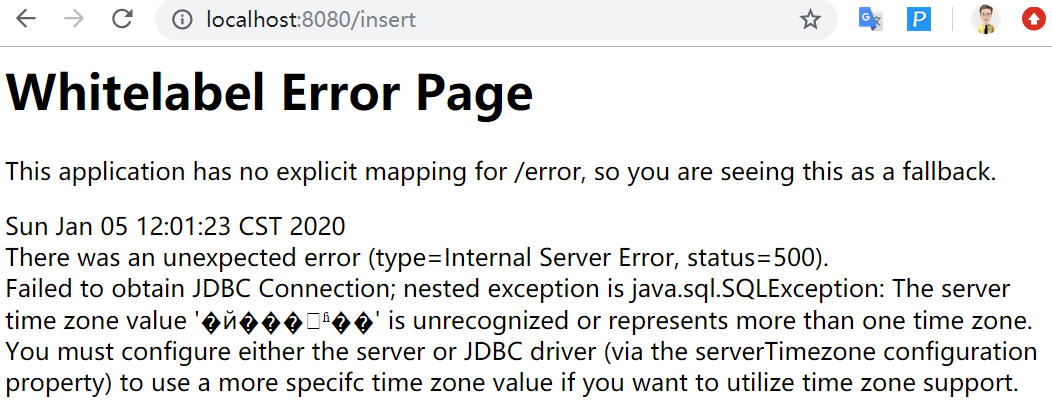 localhost:8080/insert
Whitelabel Error Page
This application has no explicit mapping for /error, so you are seeing this as a fallback.
Sun Jan 05 12:01:23 CST 2020
There was an unexpected error (type=Internal Server Error, status=500).
Failed to obtain JDBC Connection; nested exception is java.sql.SQLException: The server
time zone value '�й���□ʱ��' is unrecognized or represents more than one time zone.
You must configure either the server or JDBC driver (via the serverTimezone configuration
property) to use a more specifc time zone value if you want to utilize time zone support.